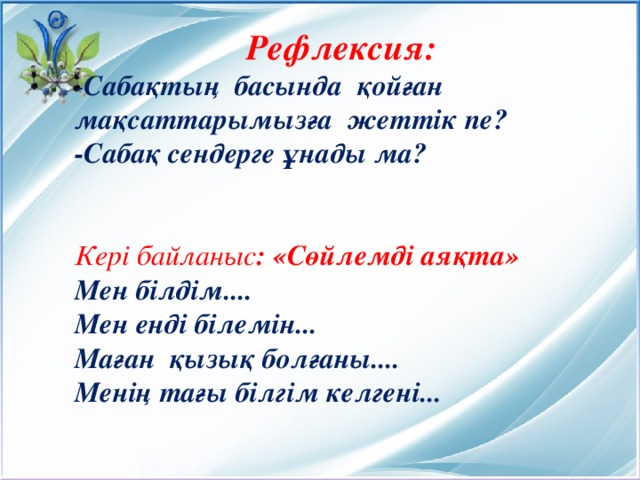 Рефлексия:
-Сабақтың басында қойған
мақсаттарымызға жеттік пе?
-Сабақ сендерге ұнады ма?
Кері байланыс: «Сөйлемді аяқта»
Мен білдім....
Мен енді білемін...
Маған қызық болғаны....
Менің тағы білгім келгені...